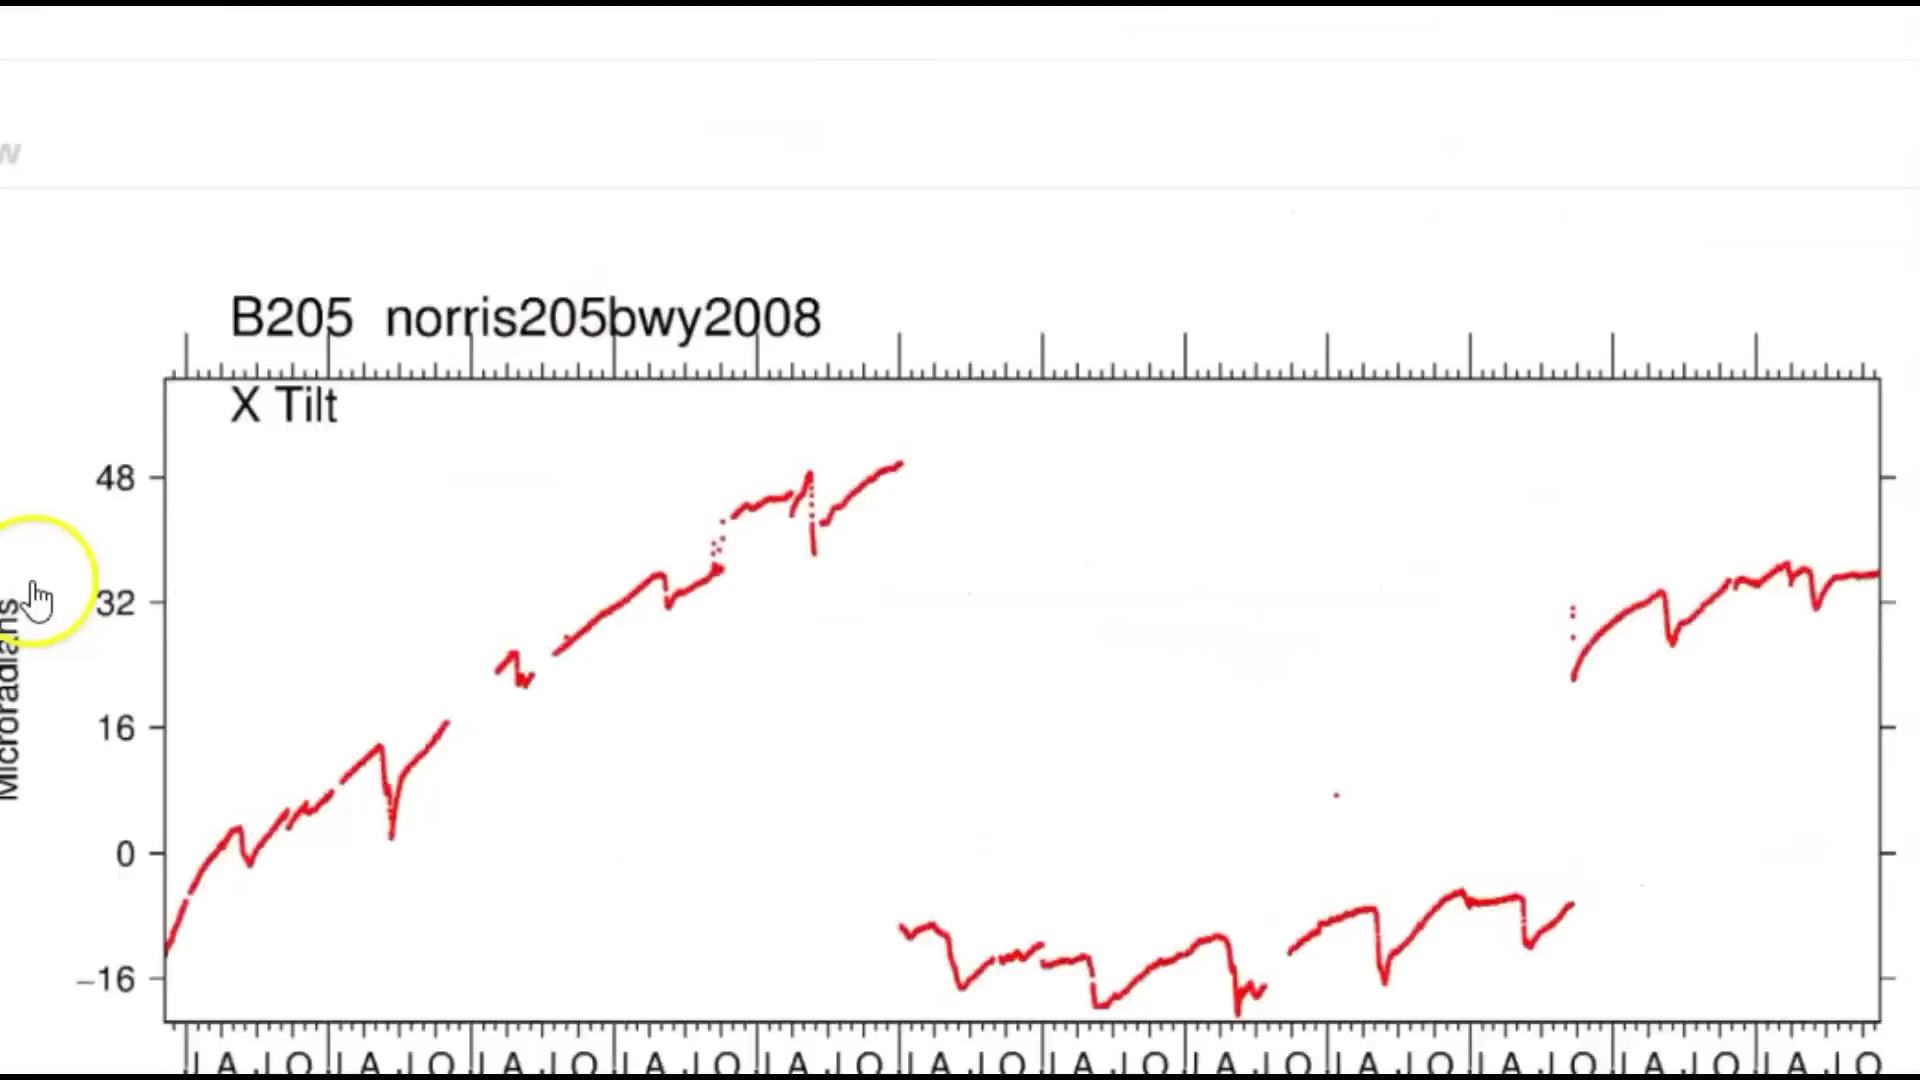 w
B205 norris205bwy2008
X Tilt
48
32
16
0
−16
Microradians
J A J O J A J O J A J O J A J O J A J O J A J O J A J O J A J O J A J O J A J O J A J O J A J O